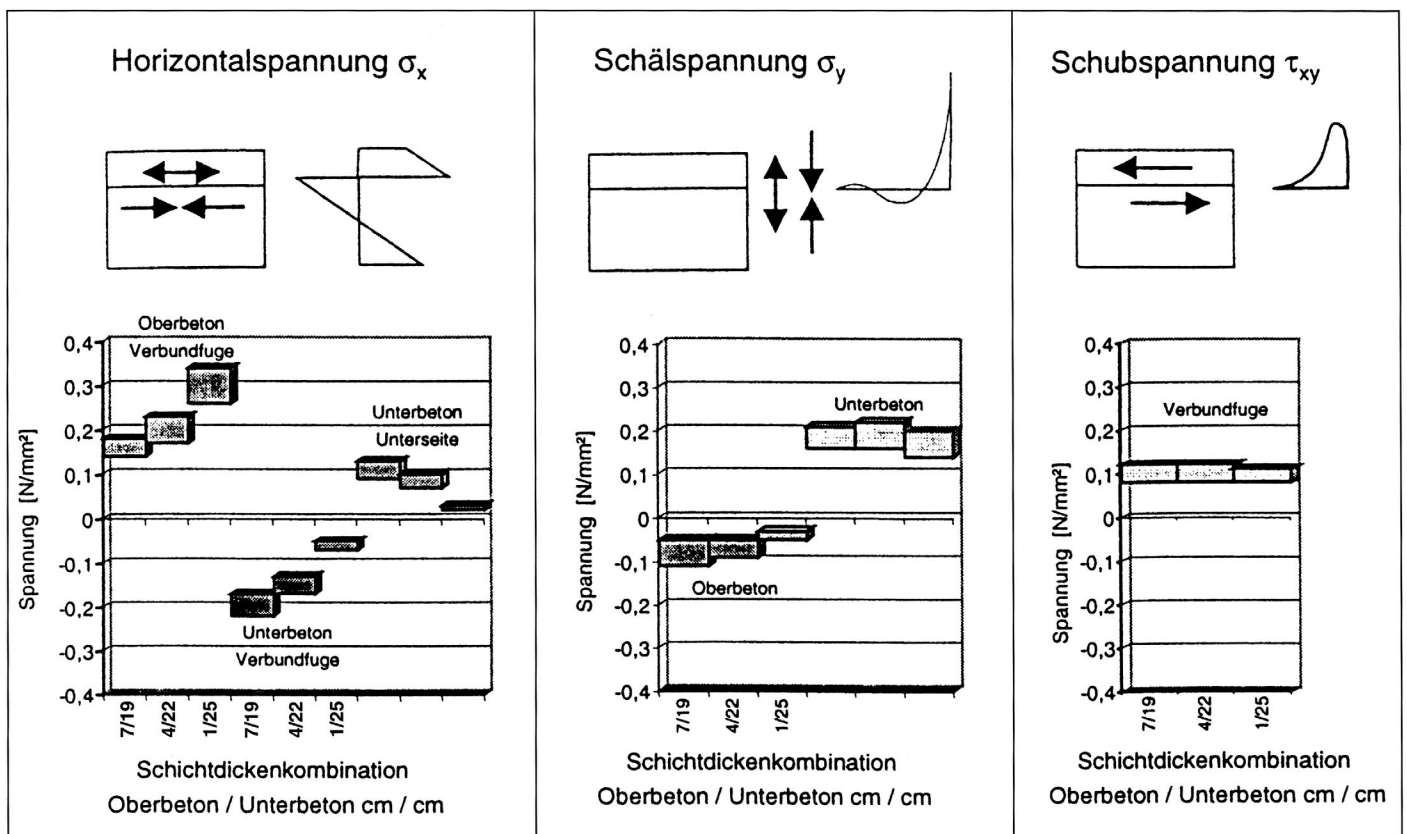 Horizontalspannung σx
Oberbeton
Verbundfuge
Unterbeton
Unterseite
Unterbeton
Verbundfuge
Spannung [N/mm²]
0,4
0,3
0,2
0,1
0
-0,1
-0,2
-0,3
-0,4
7/19
4/22
1/25
7/19
4/22
1/25
Schichtdickenkombination
Oberbeton / Unterbeton cm / cm
Schälspannung σy
Unterbeton
Oberbeton
Spannung [N/mm²]
0,4
0,3
0,2
0,1
0
-0,1
-0,2
-0,3
-0,4
7/19
4/22
1/25
Schichtdickenkombination
Oberbeton / Unterbeton cm / cm
Schubspannung τxy
Verbundfuge
Spannung [N/mm²]
0,4
0,3
0,2
0,1
0
-0,1
-0,2
-0,3
-0,4
7/19
4/22
1/25
Schichtdickenkombination
Oberbeton / Unterbeton cm / cm